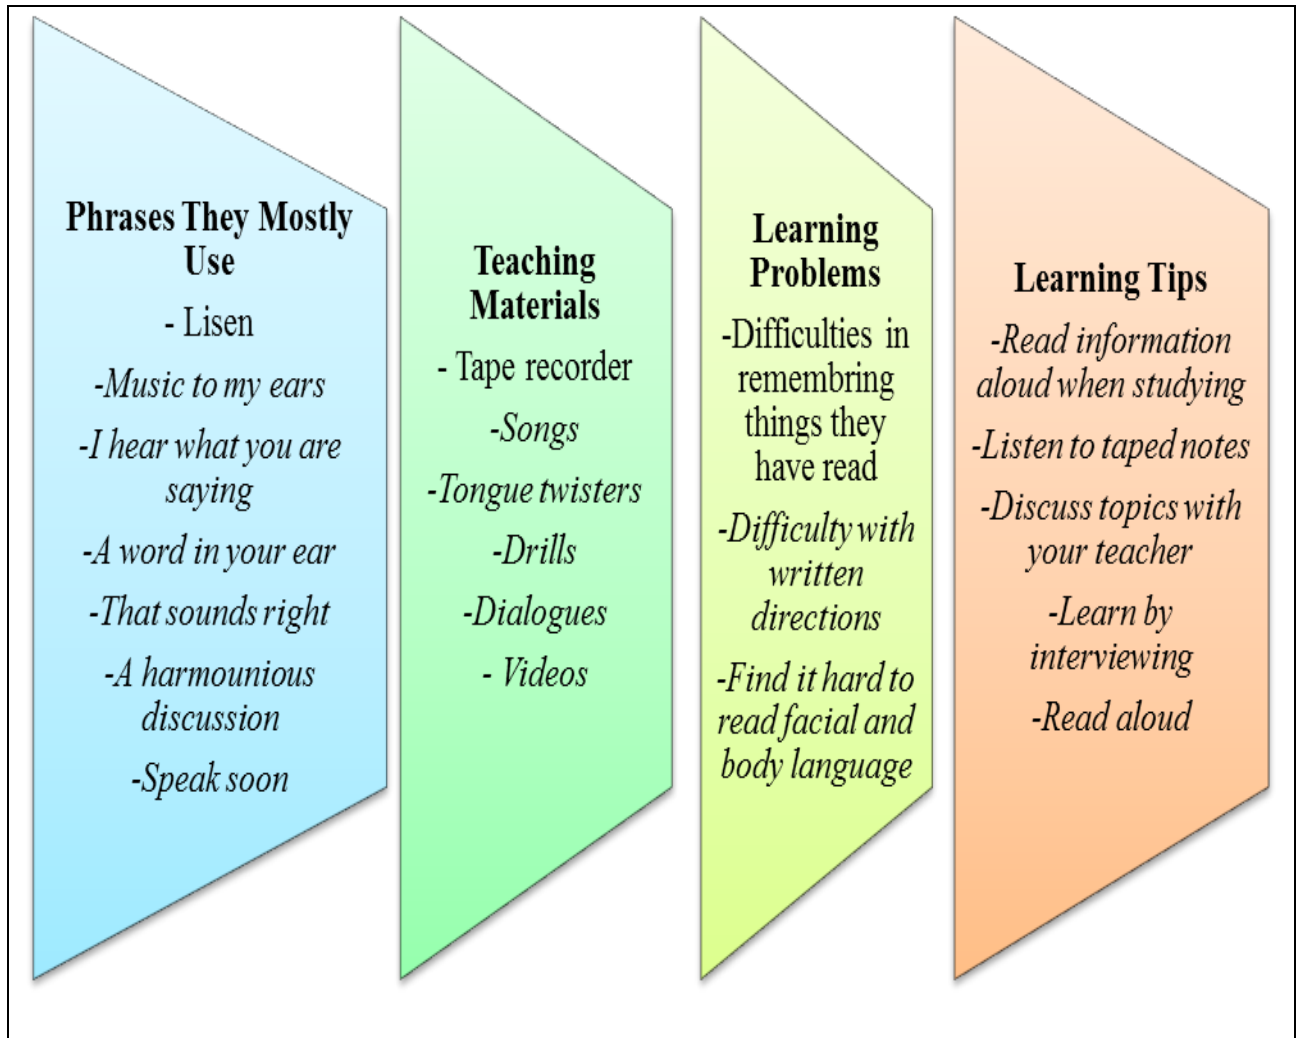 Phrases They Mostly
Use
- Lisen
-Music to my ears
-I hear what you are
saying
-A word in your ear
-That sounds right
-A harmounious
discussion
-Speak soon
Teaching
Materials
- Tape recorder
-Songs
-Tongue twisters
-Drills
-Dialogues
- Videos
Learning
Problems
-Difficulties in
remembring
things they
have read
-Difficulty with
written
directions
-Find it hard to
read facial and
body language
Learning Tips
-Read information
aloud when studying
-Listen to taped notes
-Discuss topics with
your teacher
-Learn by
interviewing
-Read aloud